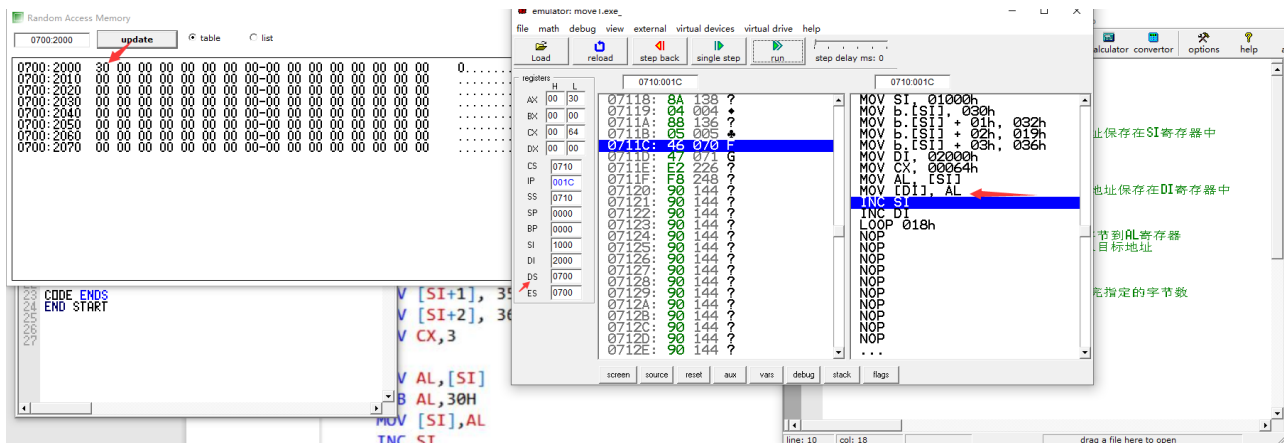 Random Access Memory
0700:2000 update table list
0700:2000 30 00 00 00 00 00 00 00-00 00 00 00 00 00 00 00 0.......
0700:2010 00 00 00 00 00 00 00 00-00 00 00 00 00 00 00 00 ........
0700:2020 00 00 00 00 00 00 00 00-00 00 00 00 00 00 00 00 ........
0700:2030 00 00 00 00 00 00 00 00-00 00 00 00 00 00 00 00 ........
0700:2040 00 00 00 00 00 00 00 00-00 00 00 00 00 00 00 00 ........
0700:2050 00 00 00 00 00 00 00 00-00 00 00 00 00 00 00 00 ........
0700:2060 00 00 00 00 00 00 00 00-00 00 00 00 00 00 00 00 ........
0700:2070 00 00 00 00 00 00 00 00-00 00 00 00 00 00 00 00 ........
23 CODE ENDS
24 END START
25
26
27
V [SI+1], 35
V [SI+2], 36
V CX,3
V AL,[SI]
B AL,30H
MOV [SI],AL
INC SI
emulator: move1.exe_
file math debug view external virtual devices virtual drive help
Load reload step back single step run step delay ms: 0
registers
H L
AX 00 30
BX 00 00
CX 00 64
DX 00 00
CS 0710
IP 001C
SS 0710
SP 0000
BP 0000
SI 1000
DI 2000
DS 0700
ES 0700
0710:001C
07118: 8A 138 ?
07119: 04 004 ♦
0711A: 88 136 ?
0711B: 05 005 ♣
0711C: 46 070 F
0711D: 47 071 G
0711E: E2 226 ?
0711F: F8 248 ?
07120: 90 144 ?
07121: 90 144 ?
07122: 90 144 ?
07123: 90 144 ?
07124: 90 144 ?
07125: 90 144 ?
07126: 90 144 ?
07127: 90 144 ?
07128: 90 144 ?
07129: 90 144 ?
0712A: 90 144 ?
0712B: 90 144 ?
0712C: 90 144 ?
0712D: 90 144 ?
0712E: 90 144 ?
0710:001C
MOV SI, 01000h
MOV b.[SI], 030h
MOV b.[SI] + 01h, 032h
MOV b.[SI] + 02h, 019h
MOV b.[SI] + 03h, 036h
MOV DI, 02000h
MOV CX, 00064h
MOV AL, [SI]
MOV [DI], AL
INC SI
INC DI
LOOP 018h
NOP
NOP
NOP
NOP
NOP
NOP
NOP
NOP
NOP
NOP
...
screen source reset aux vars debug stack flags
alculator convertor options help
址保存在SI寄存器中
地址保存在DI寄存器中
节到AL寄存器
目标地址
完指定的字节数
line: 10 col: 18 drag a file here to open